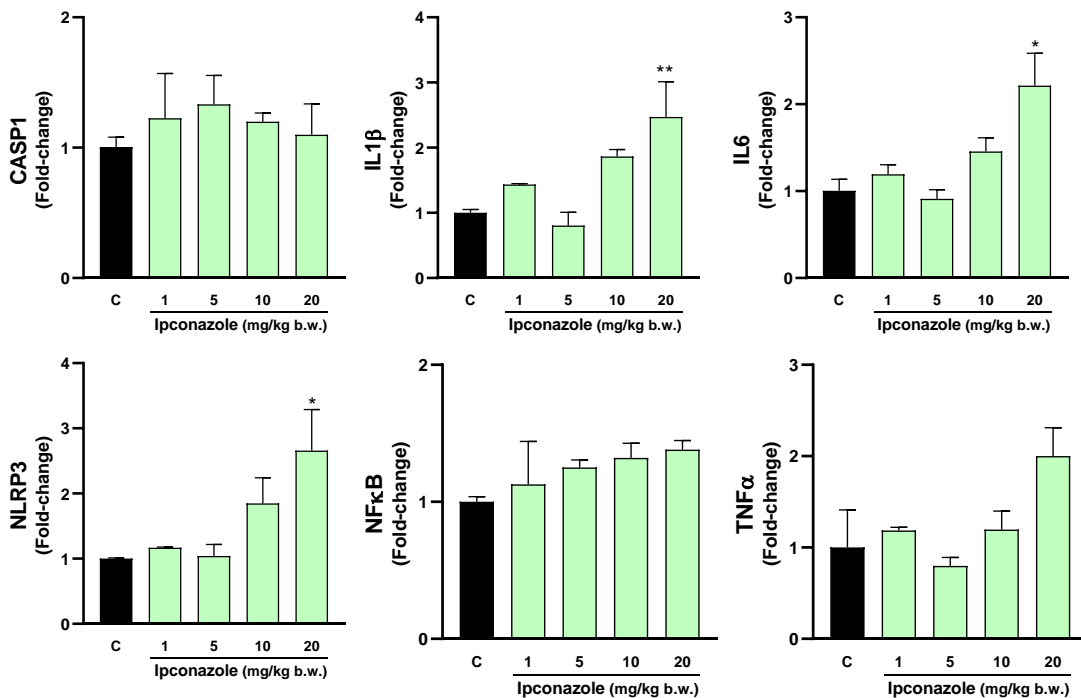 CASP1
(Fold-change)
2
1
0
C 1 5 10 20
Ipconazole (mg/kg b.w.)
IL1β
(Fold-change)
4
3
2
1
0
**
C 1 5 10 20
Ipconazole (mg/kg b.w.)
IL6
(Fold-change)
3
2
1
0
*
C 1 5 10 20
Ipconazole (mg/kg b.w.)
NLRP3
(Fold-change)
4
3
2
1
0
*
C 1 5 10 20
Ipconazole (mg/kg b.w.)
NFκB
(Fold-change)
2
1
0
C 1 5 10 20
Ipconazole (mg/kg b.w.)
TNFα
(Fold-change)
3
2
1
0
C 1 5 10 20
Ipconazole (mg/kg b.w.)